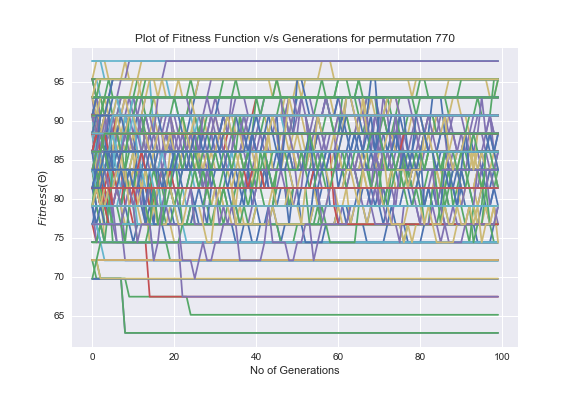 Plot of Fitness Function v/s Generations for permutation 770
95
90
85
80
75
70
65
Fitness(Θ)
0 20 40 60 80 100
No of Generations